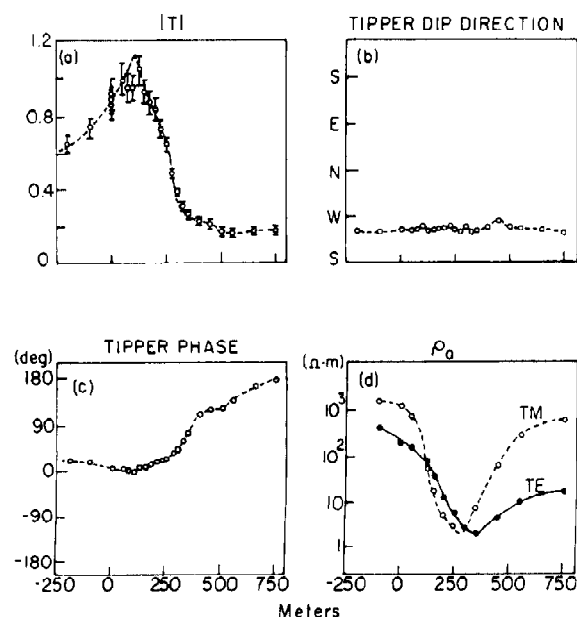 |T|
TIPPER DIP DIRECTION
(a)
1.2
0.8
0.4
0
(b)
S
E
N
W
S
TIPPER PHASE
(deg)
(c)
180
90
0
-90
-180
-250 0 250 500 750
ρa
(Ω·m)
(d)
10³
10²
10
1
TM
TE
-250 0 250 500 750
Meters